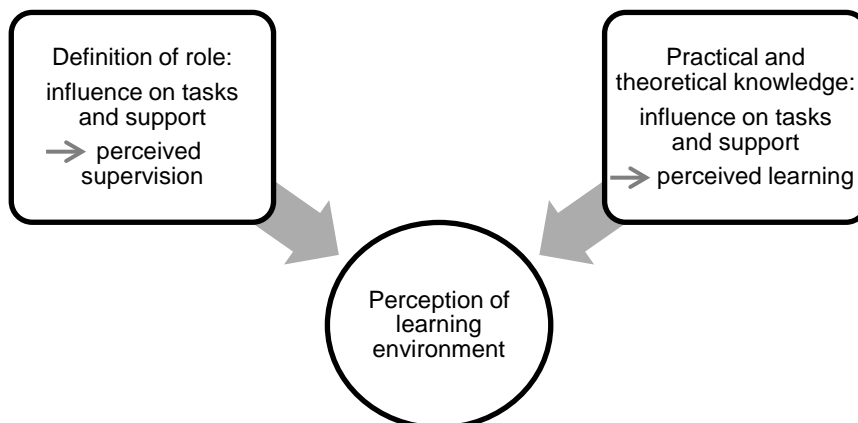 Definition of role:
influence on tasks
and support
perceived
supervision
Practical and
theoretical knowledge:
influence on tasks
and support
perceived learning
Perception of
learning
environment